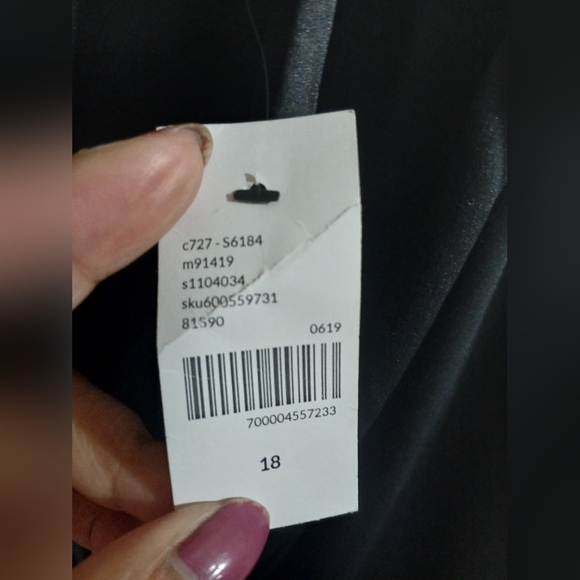 c727 - S6184
m91419
s1104034
sku600559731
81590 0619
700004557233
18